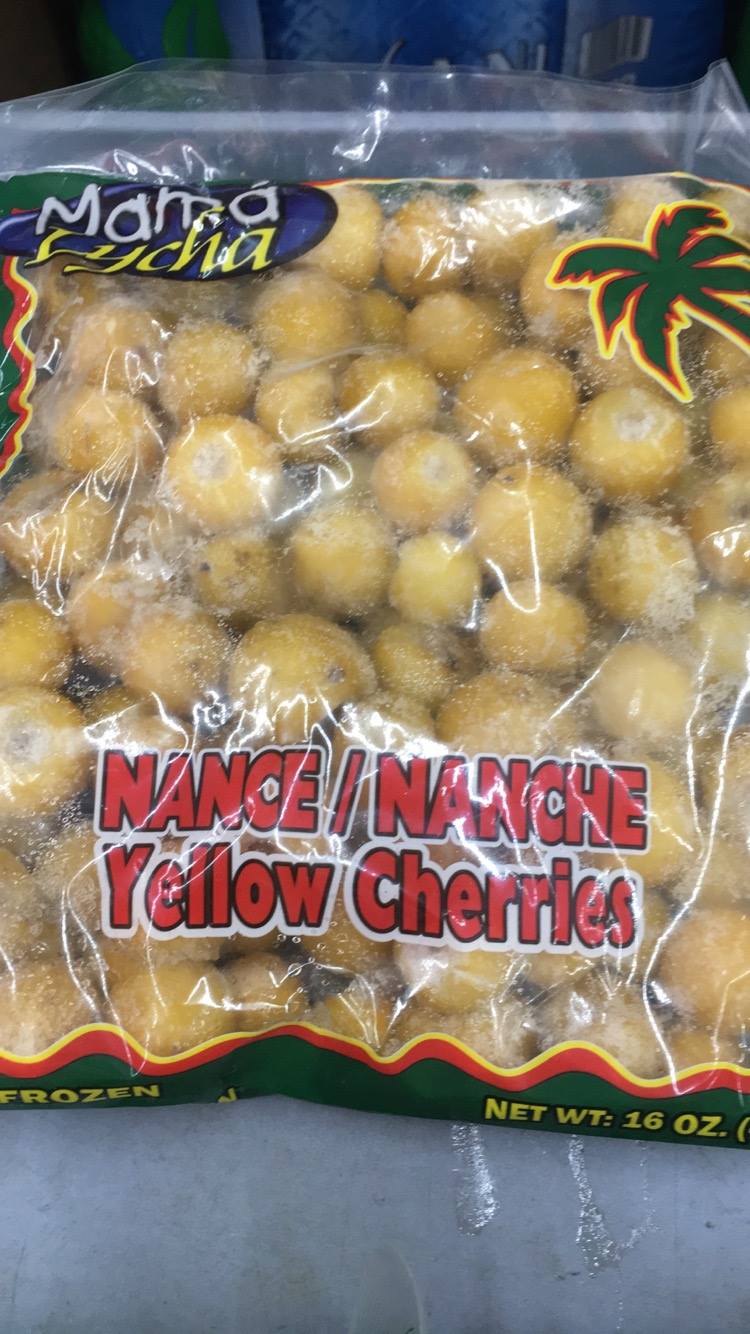 Mamá
Lycha
NANCE / NANCHE
Yellow Cherries
FROZEN
NET WT: 16 OZ. (